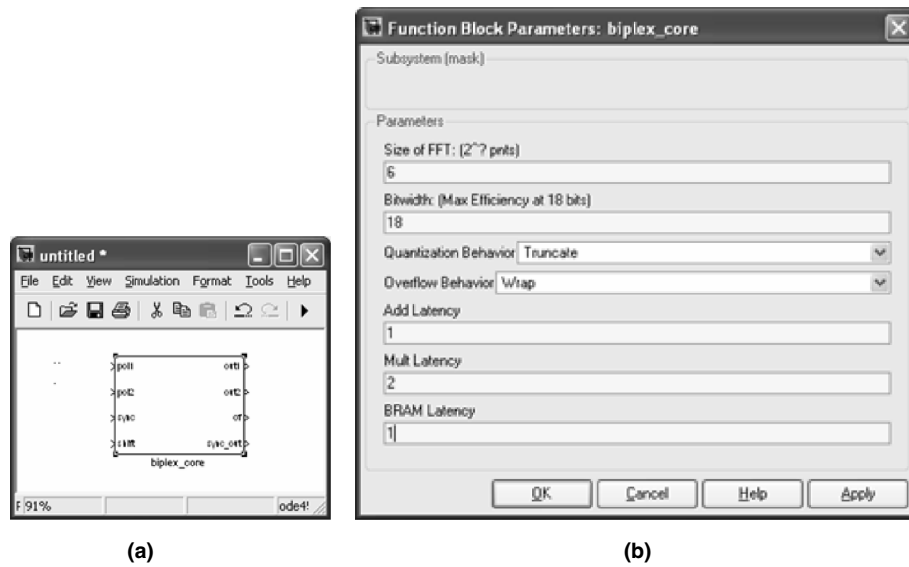 Function Block Parameters: biplex_core
Subsystem (mask)
Parameters
Size of FFT: (2^? pnts)
6
Bitwidth: (Max Efficiency at 18 bits)
18
Quantization Behavior Truncate
Overflow Behavior Wrap
Add Latency
1
Mult Latency
2
BRAM Latency
1
OK Cancel Help Apply
untitled *
File Edit View Simulation Format Tools Help
pol1 out1
pol2 out2
sync of
shift sync_out
biplex_core
F 91% ode4!
(a) (b)